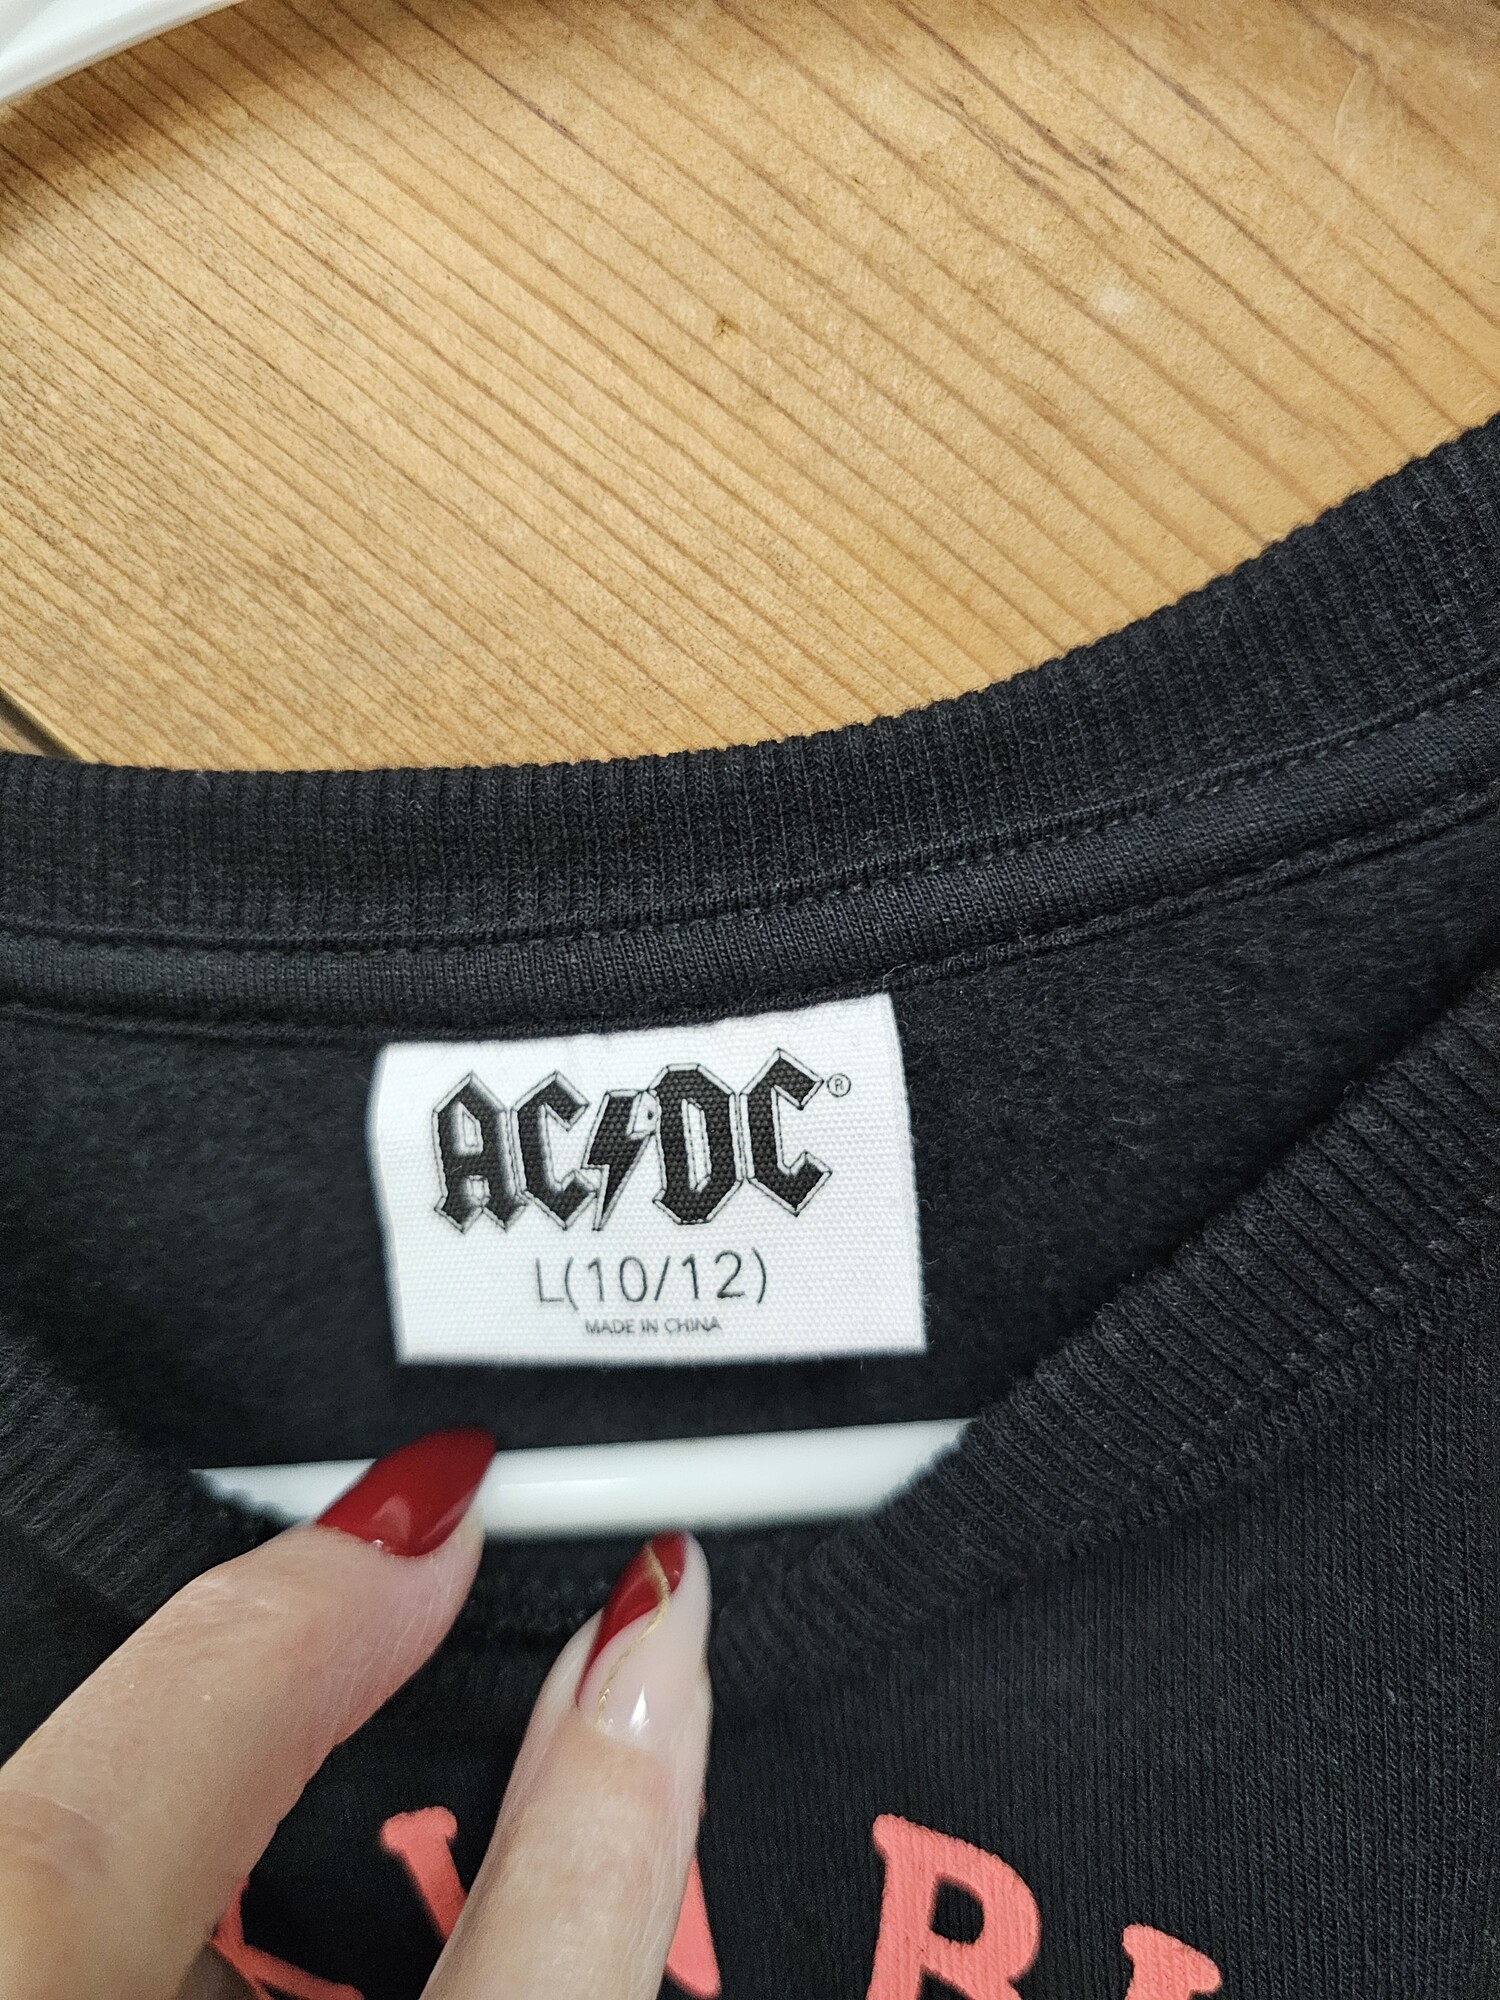 AC/DC®
L(10/12)
MADE IN CHINA